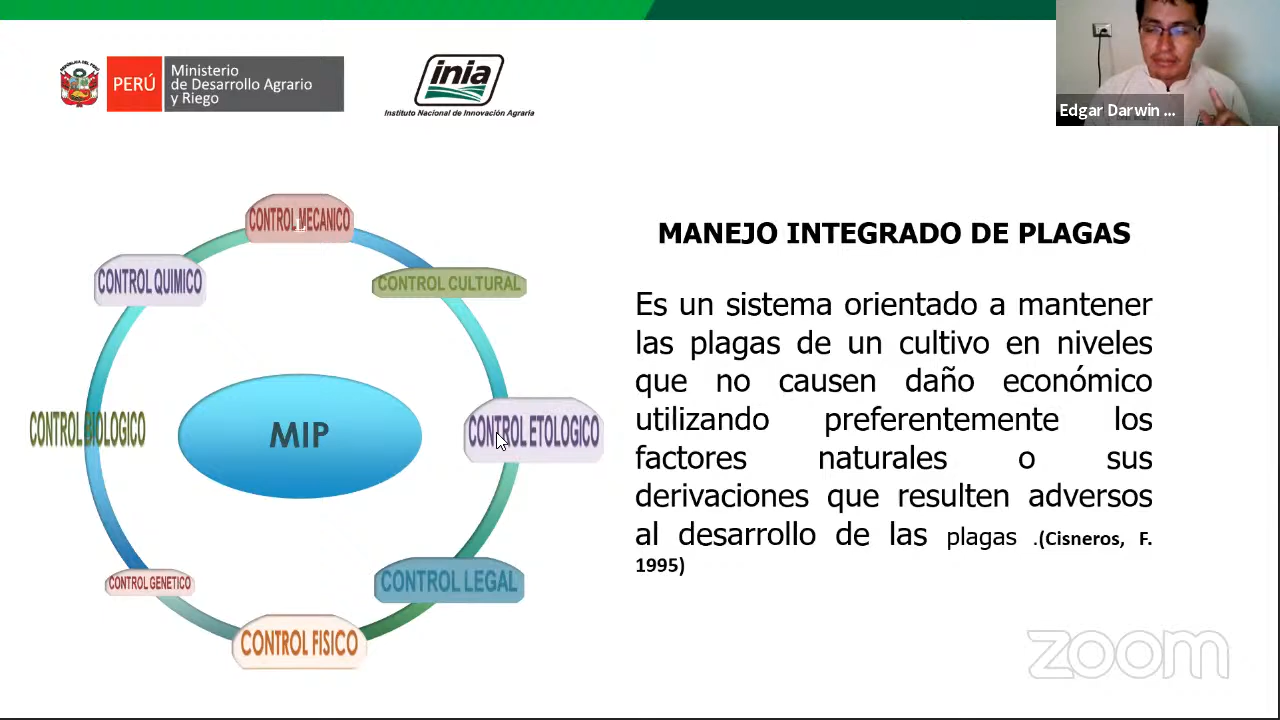 PERÚ
Ministerio
de Desarrollo Agrario
y Riego
inia
Instituto Nacional de Innovación Agraria
Edgar Darwin ...
CONTROL MECANICO
CONTROL QUIMICO
CONTROL CULTURAL
CONTROL BIOLOGICO
MIP
CONTROL ETOLOGICO
CONTROL GENETICO
CONTROL LEGAL
CONTROL FISICO
MANEJO INTEGRADO DE PLAGAS
Es un sistema orientado a mantener
las plagas de un cultivo en niveles
que no causen daño económico
utilizando preferentemente los
factores naturales o sus
derivaciones que resulten adversos
al desarrollo de las plagas .(Cisneros, F.
1995)
zoom